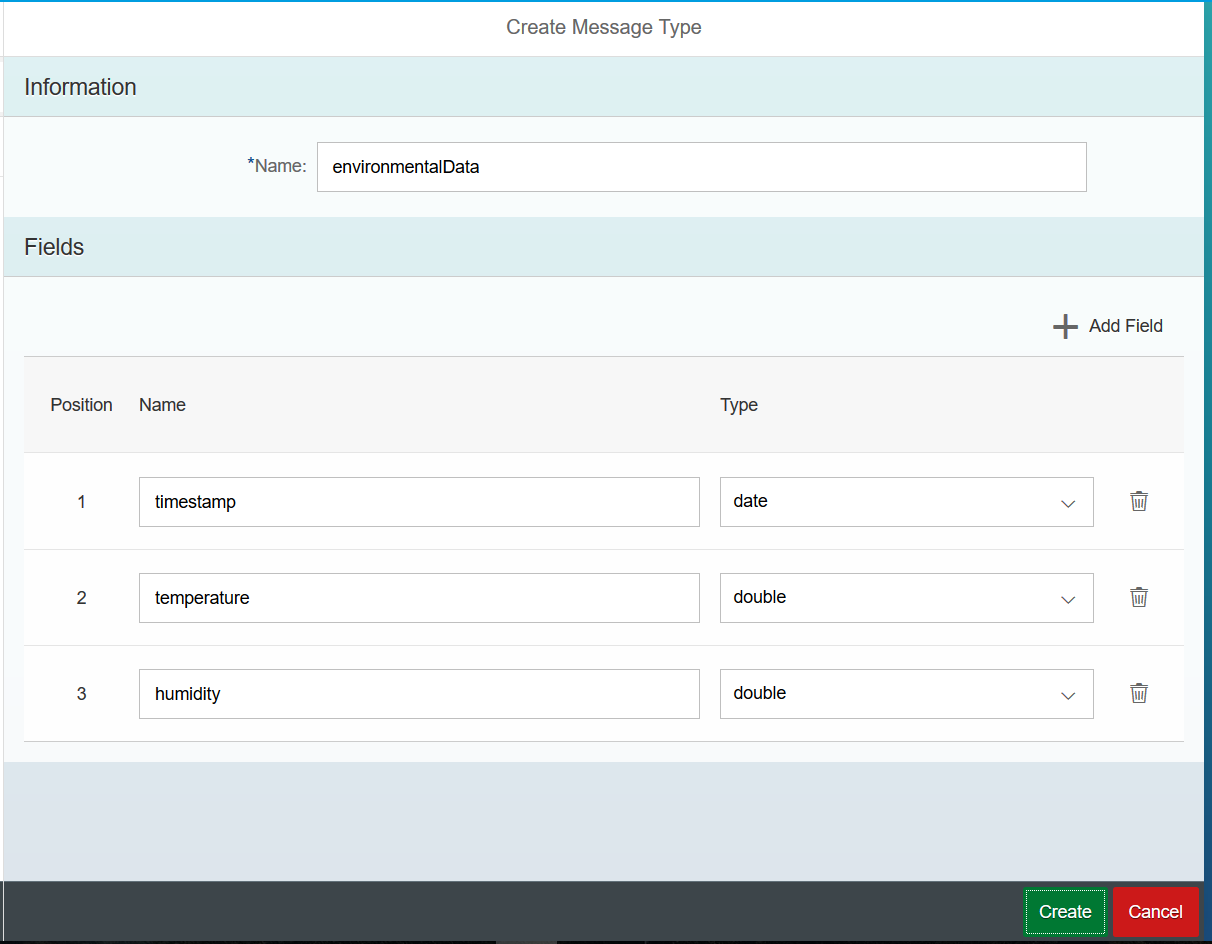 Create Message Type
Information
*Name: environmentalData
Fields
Add Field
Position Name Type
1 timestamp date
2 temperature double
3 humidity double
Create Cancel